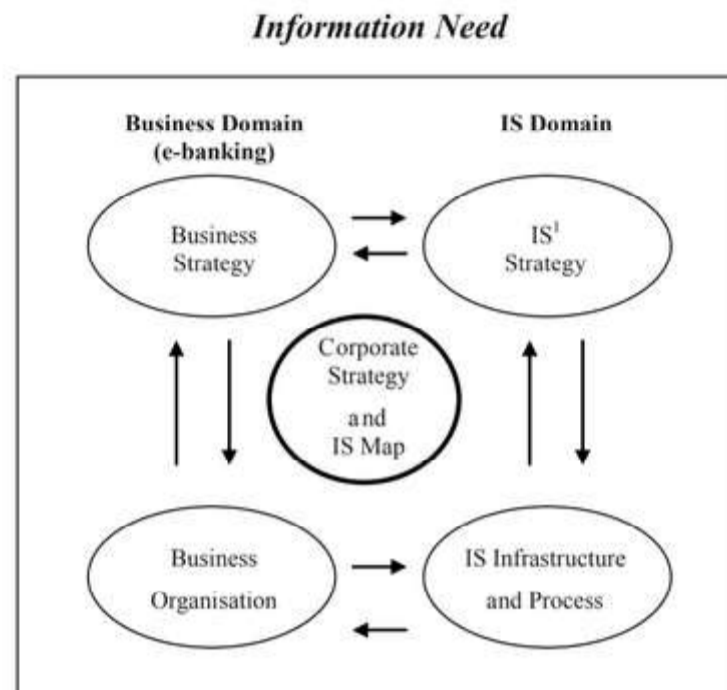 Information Need
Business Domain
(e-banking)
IS Domain
Business
Strategy
IS¹
Strategy
Corporate
Strategy
and
IS Map
Business
Organisation
IS Infrastructure
and Process